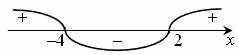 + − +
−4 2 x